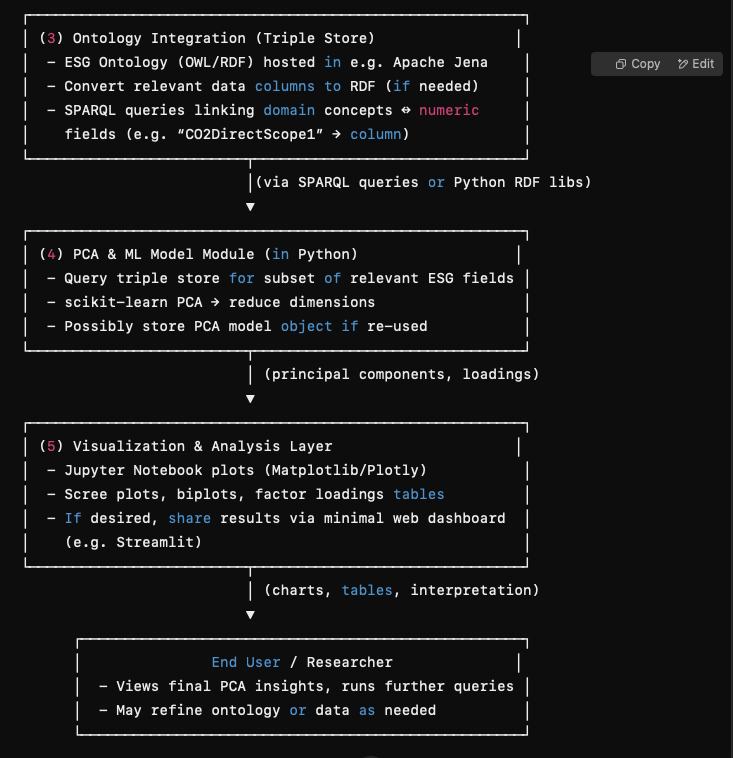 (3) Ontology Integration (Triple Store)
– ESG Ontology (OWL/RDF) hosted in e.g. Apache Jena
Copy Edit
– Convert relevant data columns to RDF (if needed)
– SPARQL queries linking domain concepts ↔ numeric
fields (e.g. “CO2DirectScope1” → column)
(via SPARQL queries or Python RDF libs)
▼
(4) PCA & ML Model Module (in Python)
– Query triple store for subset of relevant ESG fields
– scikit-learn PCA → reduce dimensions
– Possibly store PCA model object if re-used
(principal components, loadings)
▼
(5) Visualization & Analysis Layer
– Jupyter Notebook plots (Matplotlib/Plotly)
– Scree plots, biplots, factor loadings tables
– If desired, share results via minimal web dashboard
(e.g. Streamlit)
(charts, tables, interpretation)
▼
End User / Researcher
– Views final PCA insights, runs further queries
– May refine ontology or data as needed